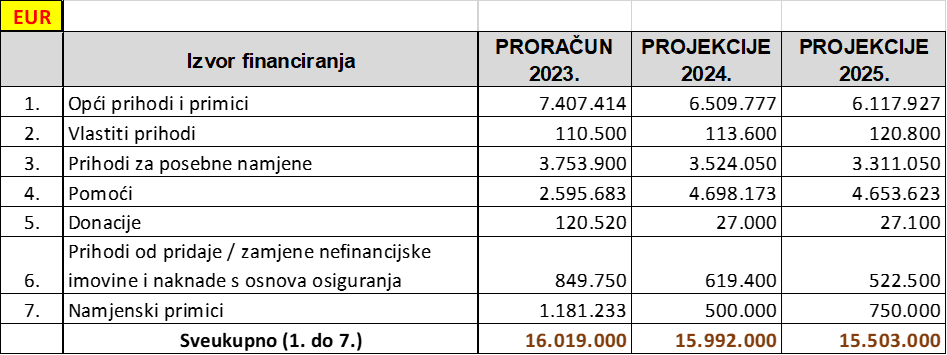 EUR
Izvor financiranja PRORAČUN 2023. PROJEKCIJE 2024. PROJEKCIJE 2025.
1. Opći prihodi i primici 7.407.414 6.509.777 6.117.927
2. Vlastiti prihodi 110.500 113.600 120.800
3. Prihodi za posebne namjene 3.753.900 3.524.050 3.311.050
4. Pomoći 2.595.683 4.698.173 4.653.623
5. Donacije 120.520 27.000 27.100
Prihodi od pridaje / zamjene nefinancijske
6. imovine i naknade s osnova osiguranja 849.750 619.400 522.500
7. Namjenski primici 1.181.233 500.000 750.000
Sveukupno (1. do 7.) 16.019.000 15.992.000 15.503.000